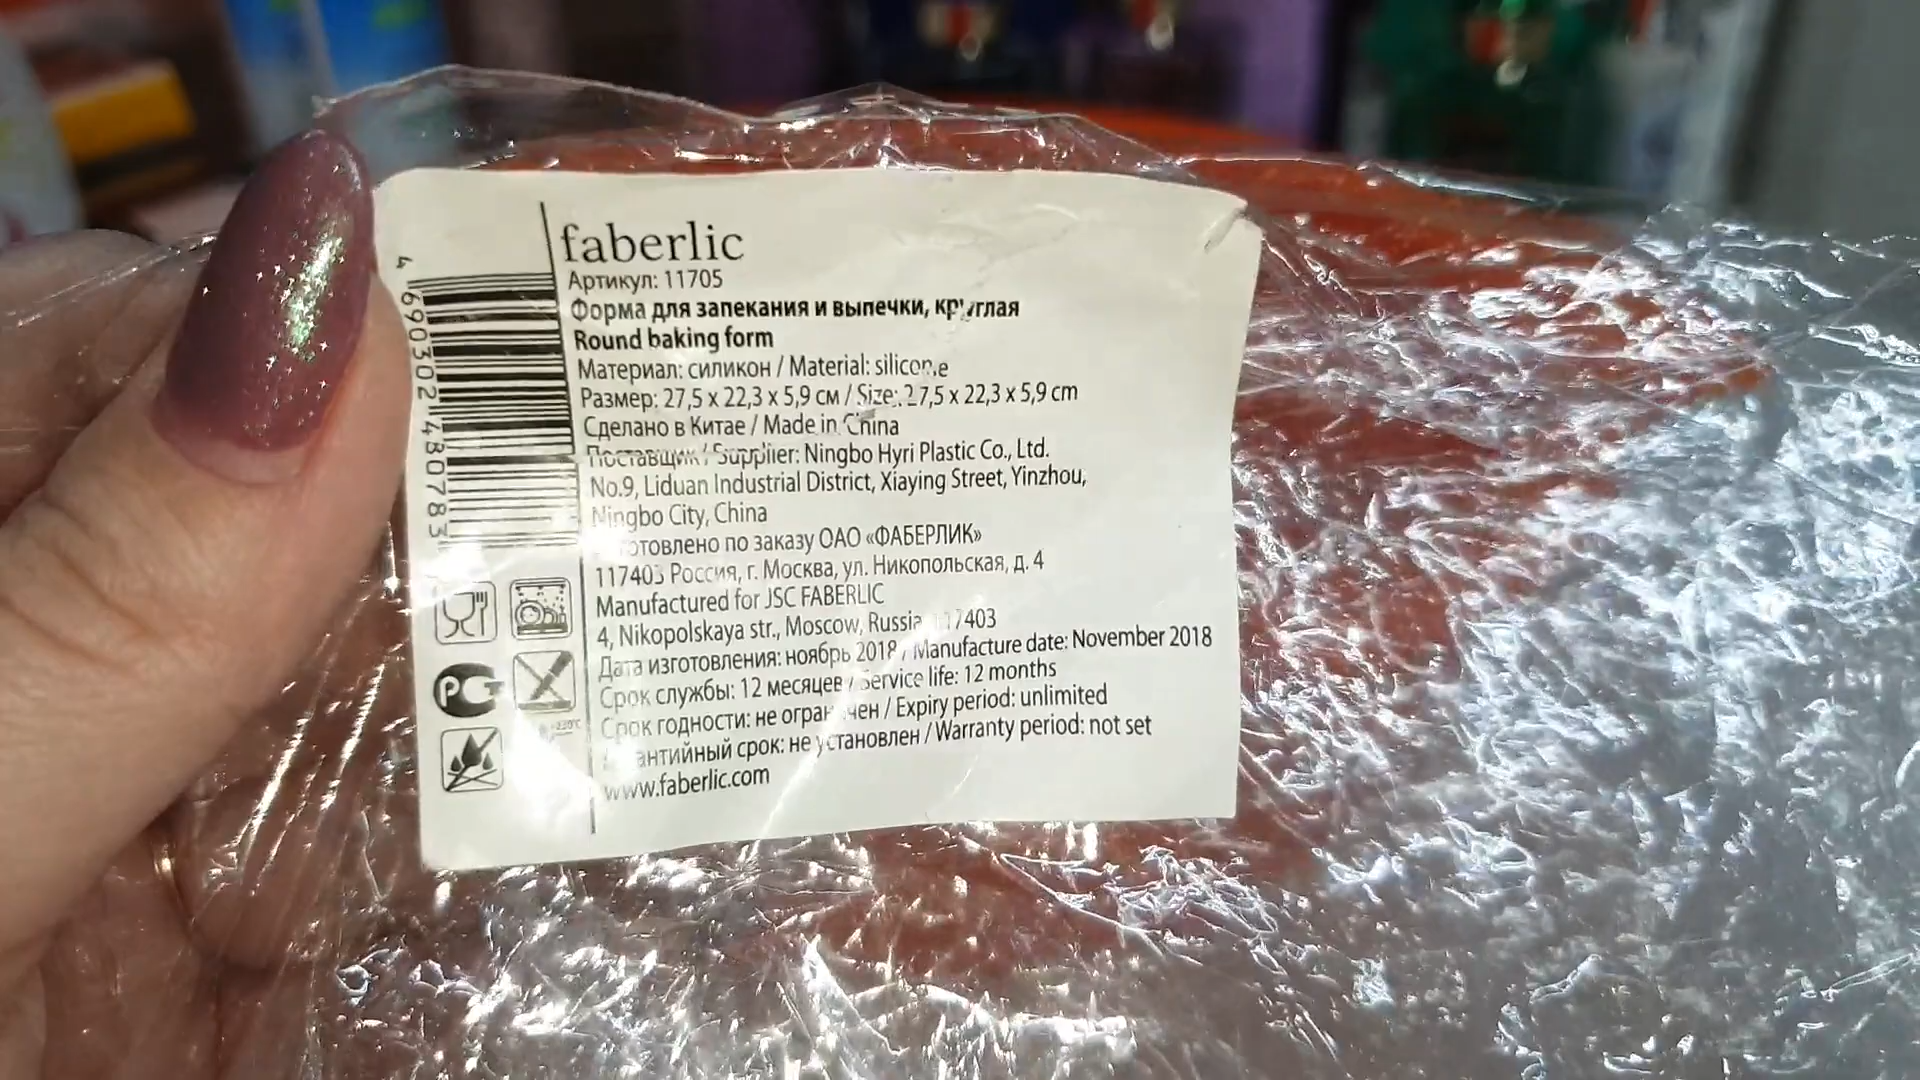 faberlic
Артикул: 11705
Форма для запекания и выпечки, круглая
Round baking form
Материал: силикон / Material: silicone
Размер: 27,5 x 22,3 x 5,9 см / Size: 27,5 x 22,3 x 5,9 cm
Сделано в Китае / Made in China
Поставщик / Supplier: Ningbo Hyri Plastic Co., Ltd.
No.9, Liduan Industrial District, Xiaying Street, Yinzhou,
Ningbo City, China
по заказу ОАО «ФАБЕРЛИК»
117403 Россия, г. Москва, ул. Никопольская, д. 4
Manufactured for JSC FABERLIC
4, Nikopolskaya str., Moscow, Russia, 117403
Дата изготовления: ноябрь 2018 / Manufacture date: November 2018
Срок службы: 12 месяцев / Service life: 12 months
Срок годности: не ограничен / Expiry period: unlimited
срок: не установлен / Warranty period: not set
www.faberlic.com
4 690302 480783
РСТ